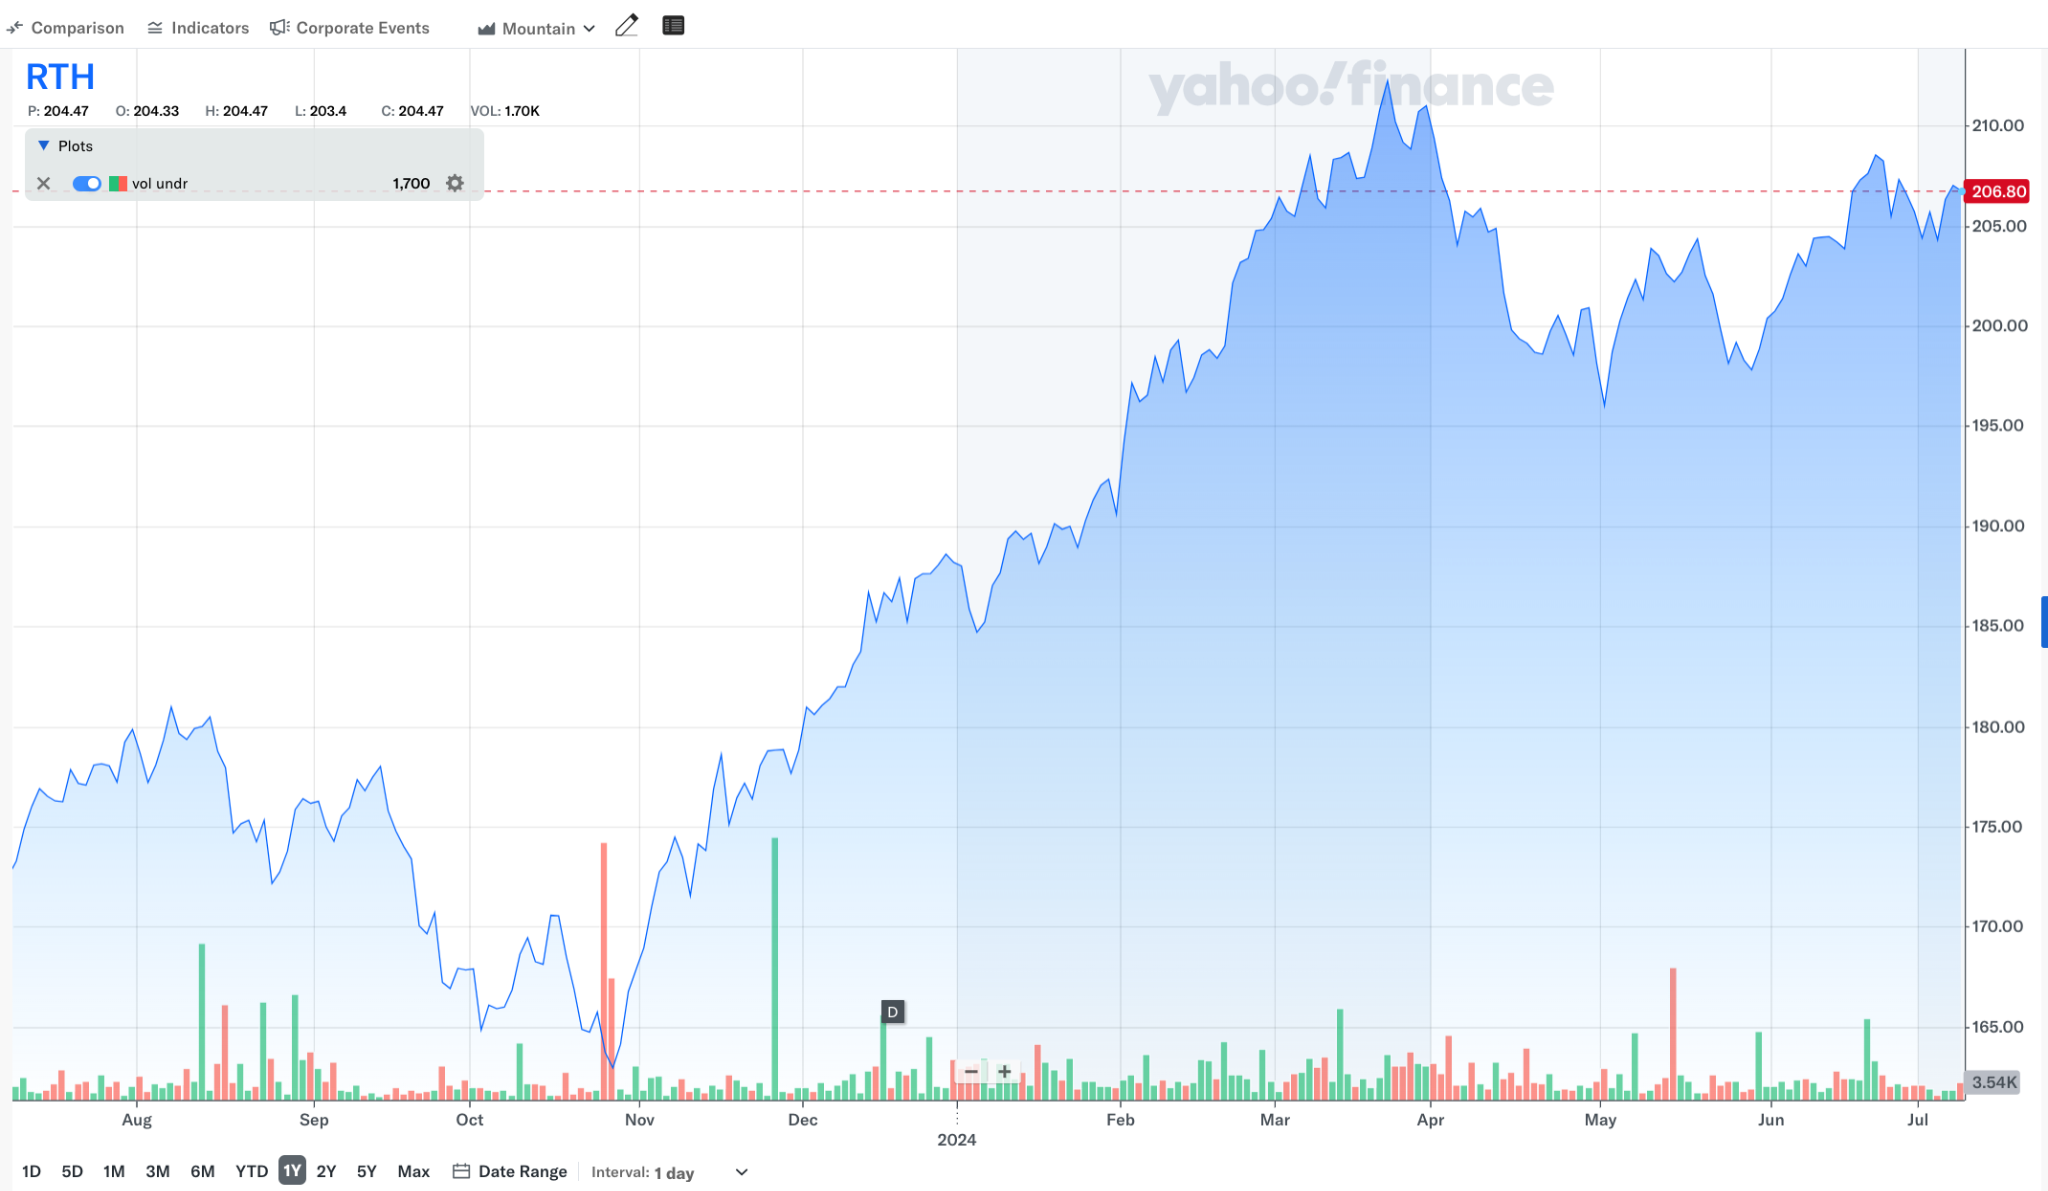 Comparison Indicators Corporate Events Mountain
yahoo!finance
RTH
P: 204.47 O: 204.33 H: 204.47 L: 203.4 C: 204.47 VOL: 1.70K
Plots
vol undr 1,700
210.00
206.80
205.00
200.00
195.00
190.00
185.00
180.00
175.00
170.00
165.00
D
3.54K
Aug Sep Oct Nov Dec Feb Mar Apr May Jun Jul
2024
1D 5D 1M 3M 6M YTD 1Y 2Y 5Y Max Date Range Interval: 1 day